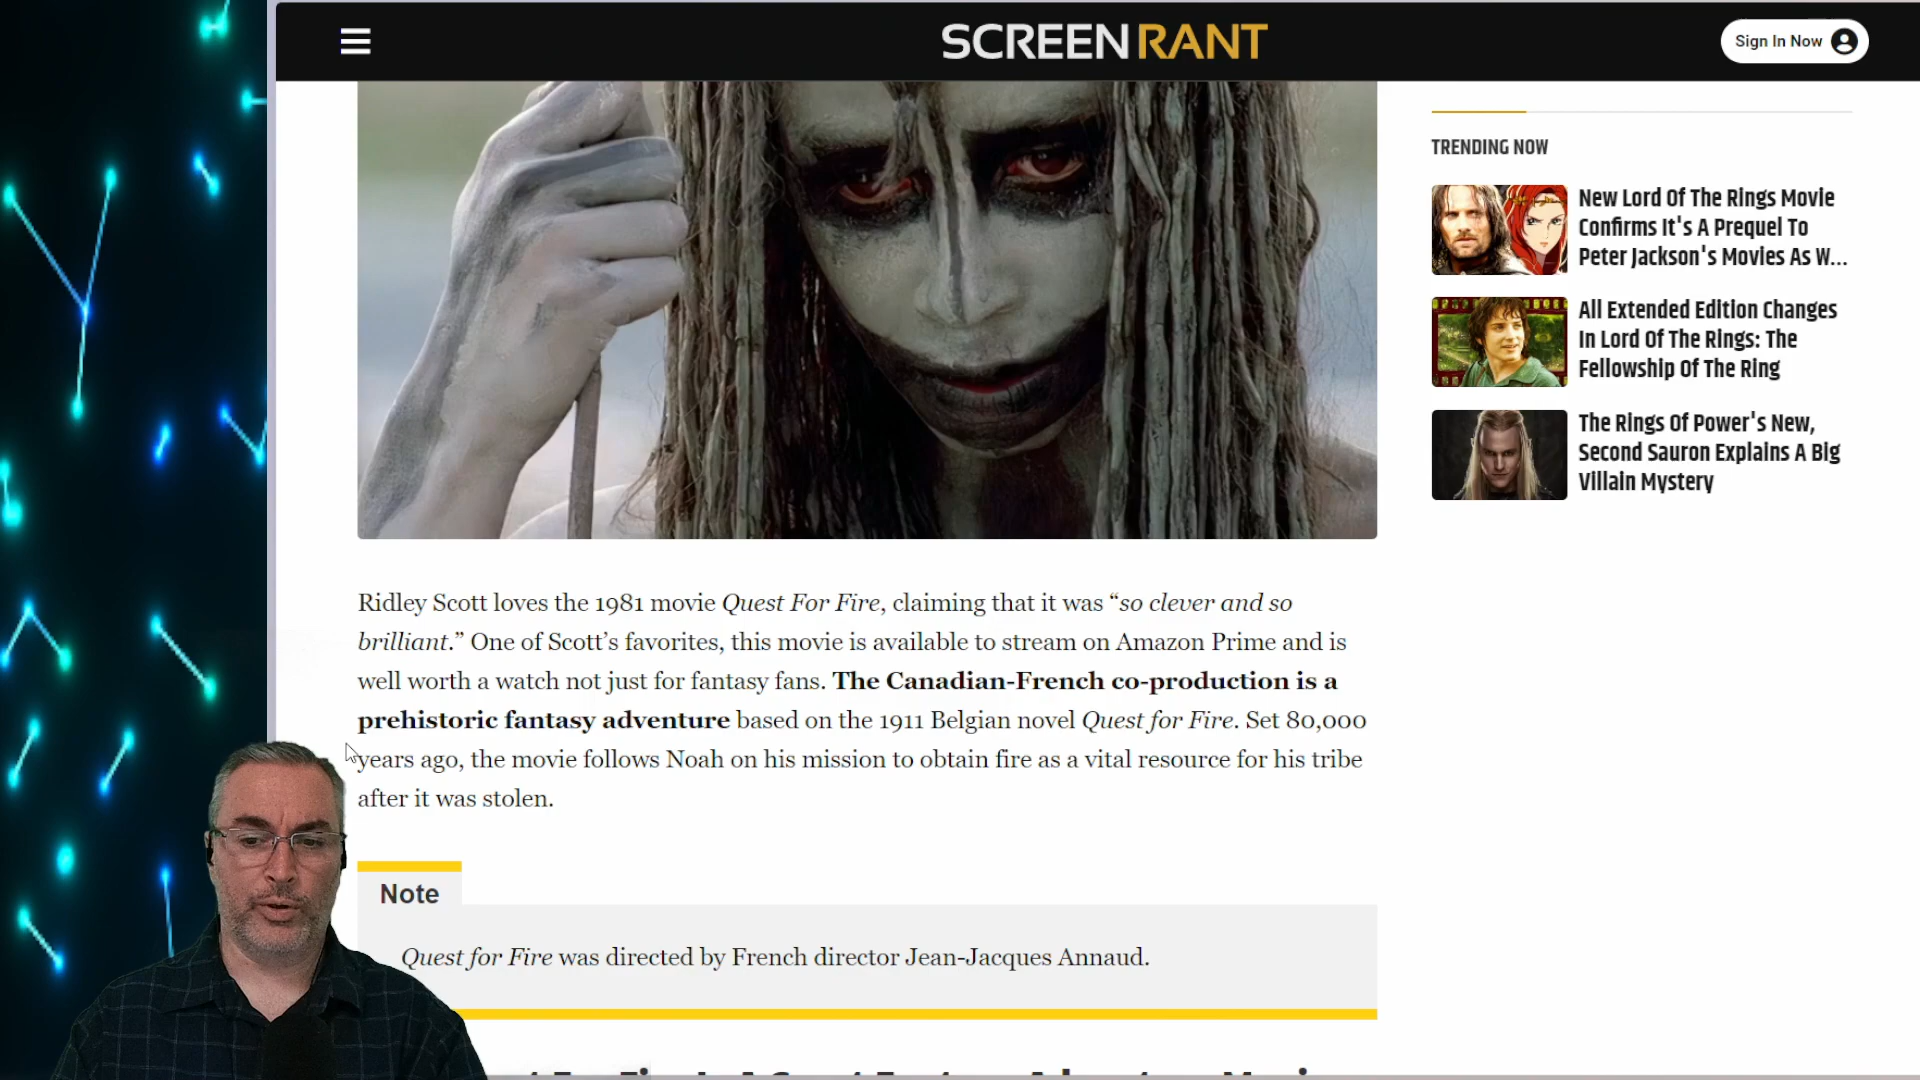 SCREENRANT
Sign In Now
TRENDING NOW
New Lord Of The Rings Movie
Confirms It's A Prequel To
Peter Jackson's Movies As W...
All Extended Edition Changes
In Lord Of The Rings: The
Fellowship Of The Ring
The Rings Of Power's New,
Second Sauron Explains A Big
Villain Mystery
Ridley Scott loves the 1981 movie Quest For Fire, claiming that it was “so clever and so
brilliant.” One of Scott’s favorites, this movie is available to stream on Amazon Prime and is
well worth a watch not just for fantasy fans. The Canadian-French co-production is a
prehistoric fantasy adventure based on the 1911 Belgian novel Quest for Fire. Set 80,000
years ago, the movie follows Noah on his mission to obtain fire as a vital resource for his tribe
after it was stolen.
Note
Quest for Fire was directed by French director Jean-Jacques Annaud.